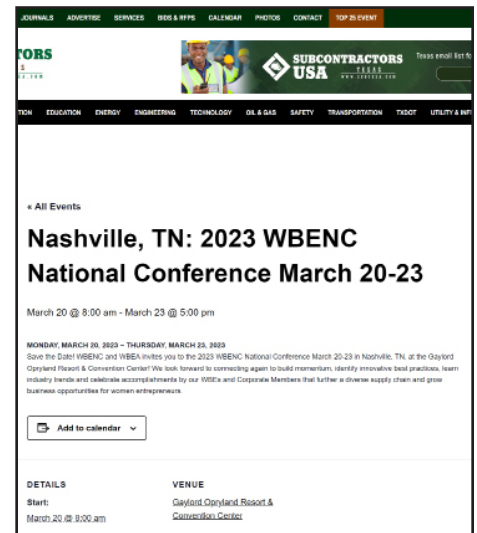 JOURNALS ADVERTISE SERVICES BIDS & RFPS CALENDAR PHOTOS CONTACT TOP 25 EVENT
TORS
SUBCONTRACTORS
USA TEXAS
Texas email list fo
TION EDUCATION ENERGY ENGINEERING TECHNOLOGY OIL & GAS SAFETY TRANSPORTATION TXDOT UTILITY & INF
« All Events
Nashville, TN: 2023 WBENC
National Conference March 20-23
March 20 @ 8:00 am - March 23 @ 5:00 pm
MONDAY, MARCH 20, 2023 – THURSDAY, MARCH 23, 2023
Save the Date! WBENC and WBEA invites you to the 2023 WBENC National Conference March 20-23 in Nashville, TN, at the Gaylord
Opryland Resort & Convention Center! We look forward to connecting again to build momentum, identify innovative best practices, learn
industry trends and celebrate accomplishments by our WBEs and Corporate Members that further a diverse supply chain and grow
business opportunities for women entrepreneurs
Add to calendar
DETAILS VENUE
Start: Gaylord Opryland Resort &
March 20 @ 8:00 am Convention Center